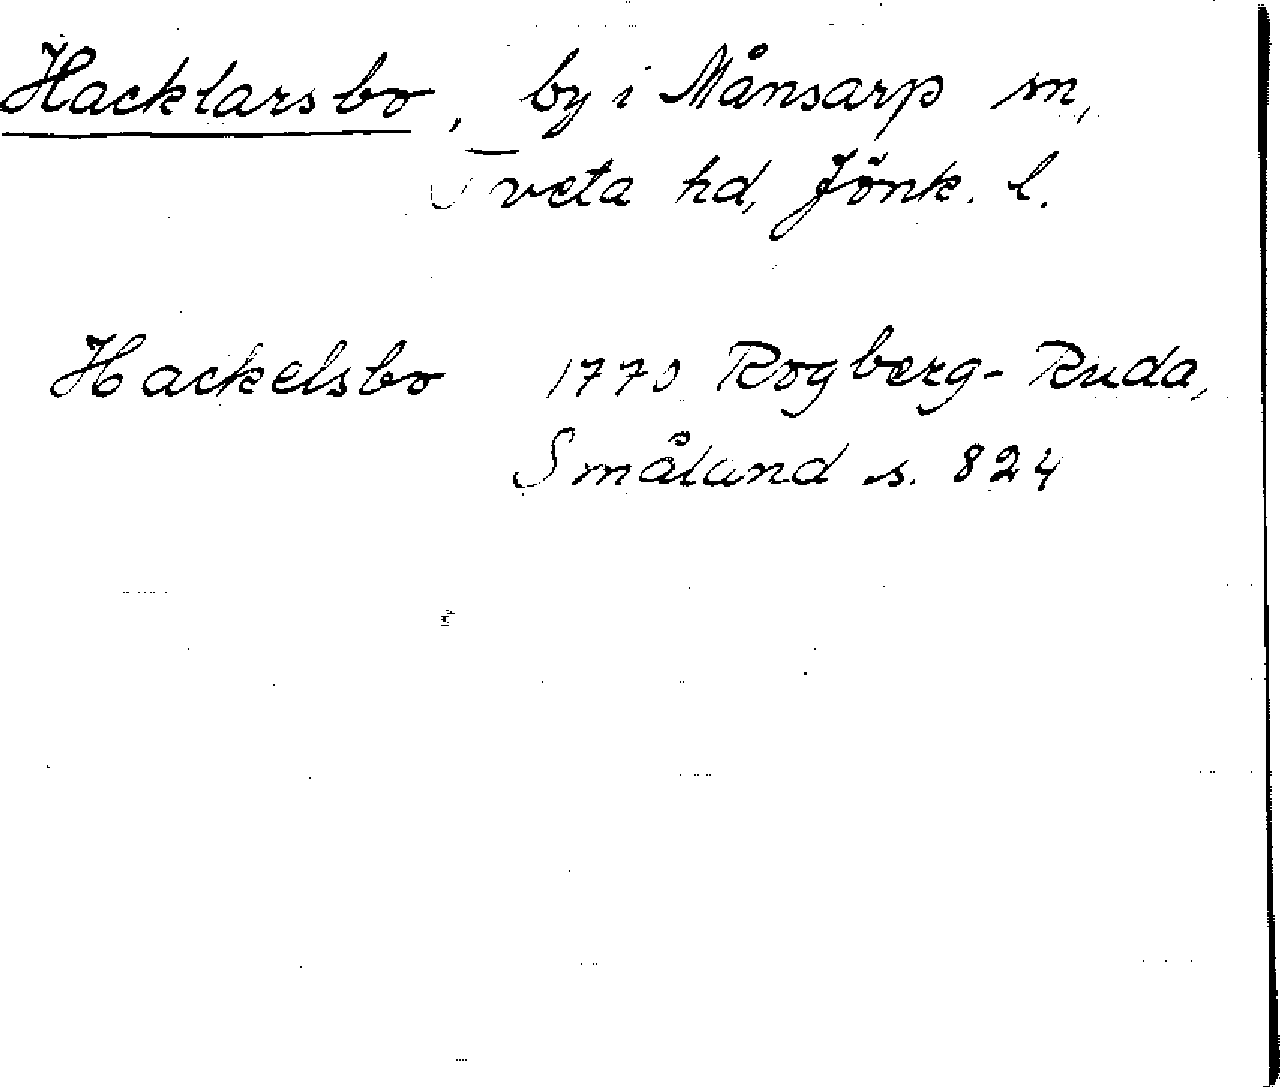 Hacklarsbo, by i Månsarp sn,
Tveta hd, Jönk. l.
Hackelsbo 1770 Rogberg-Ruda,
Småland s. 824